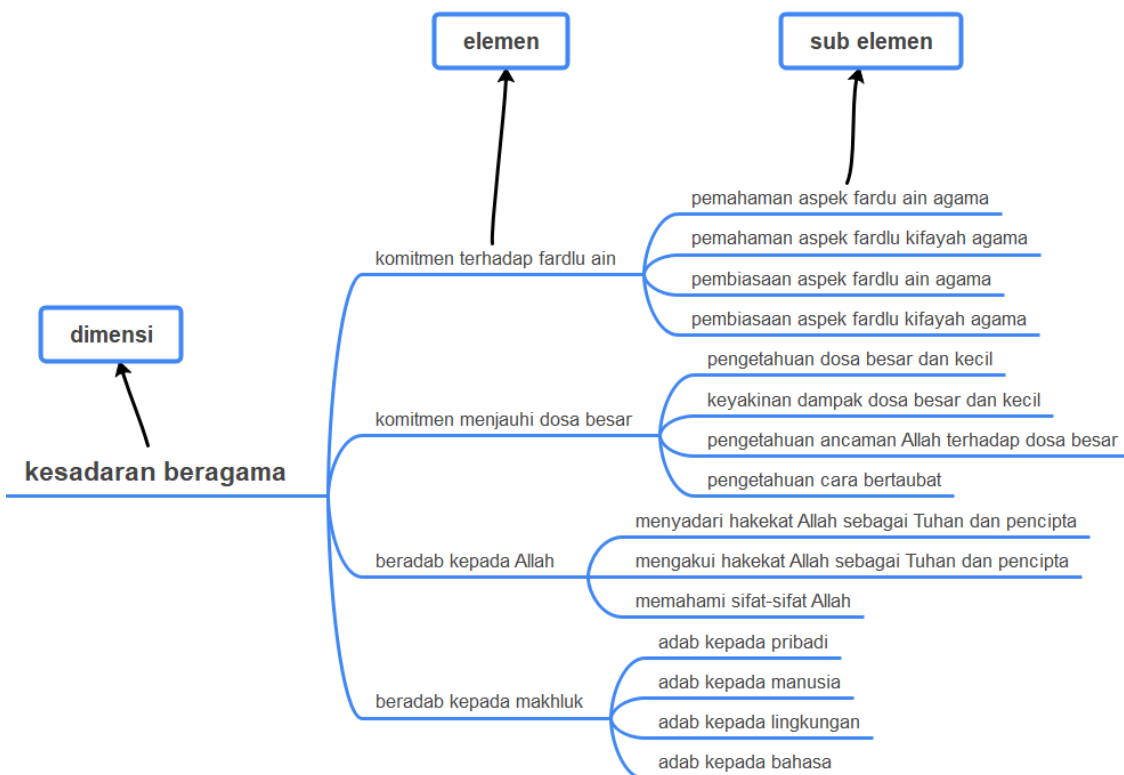 elemen
sub elemen
dimensi
kesadaran beragama
komitmen terhadap fardlu ain
pemahaman aspek fardu ain agama
pemahaman aspek fardlu kifayah agama
pembiasaan aspek fardlu ain agama
pembiasaan aspek fardlu kifayah agama
komitmen menjauhi dosa besar
pengetahuan dosa besar dan kecil
keyakinan dampak dosa besar dan kecil
pengetahuan ancaman Allah terhadap dosa besar
pengetahuan cara bertaubat
beradab kepada Allah
menyadari hakekat Allah sebagai Tuhan dan pencipta
mengakui hakekat Allah sebagai Tuhan dan pencipta
memahami sifat-sifat Allah
beradab kepada makhluk
adab kepada pribadi
adab kepada manusia
adab kepada lingkungan
adab kepada bahasa